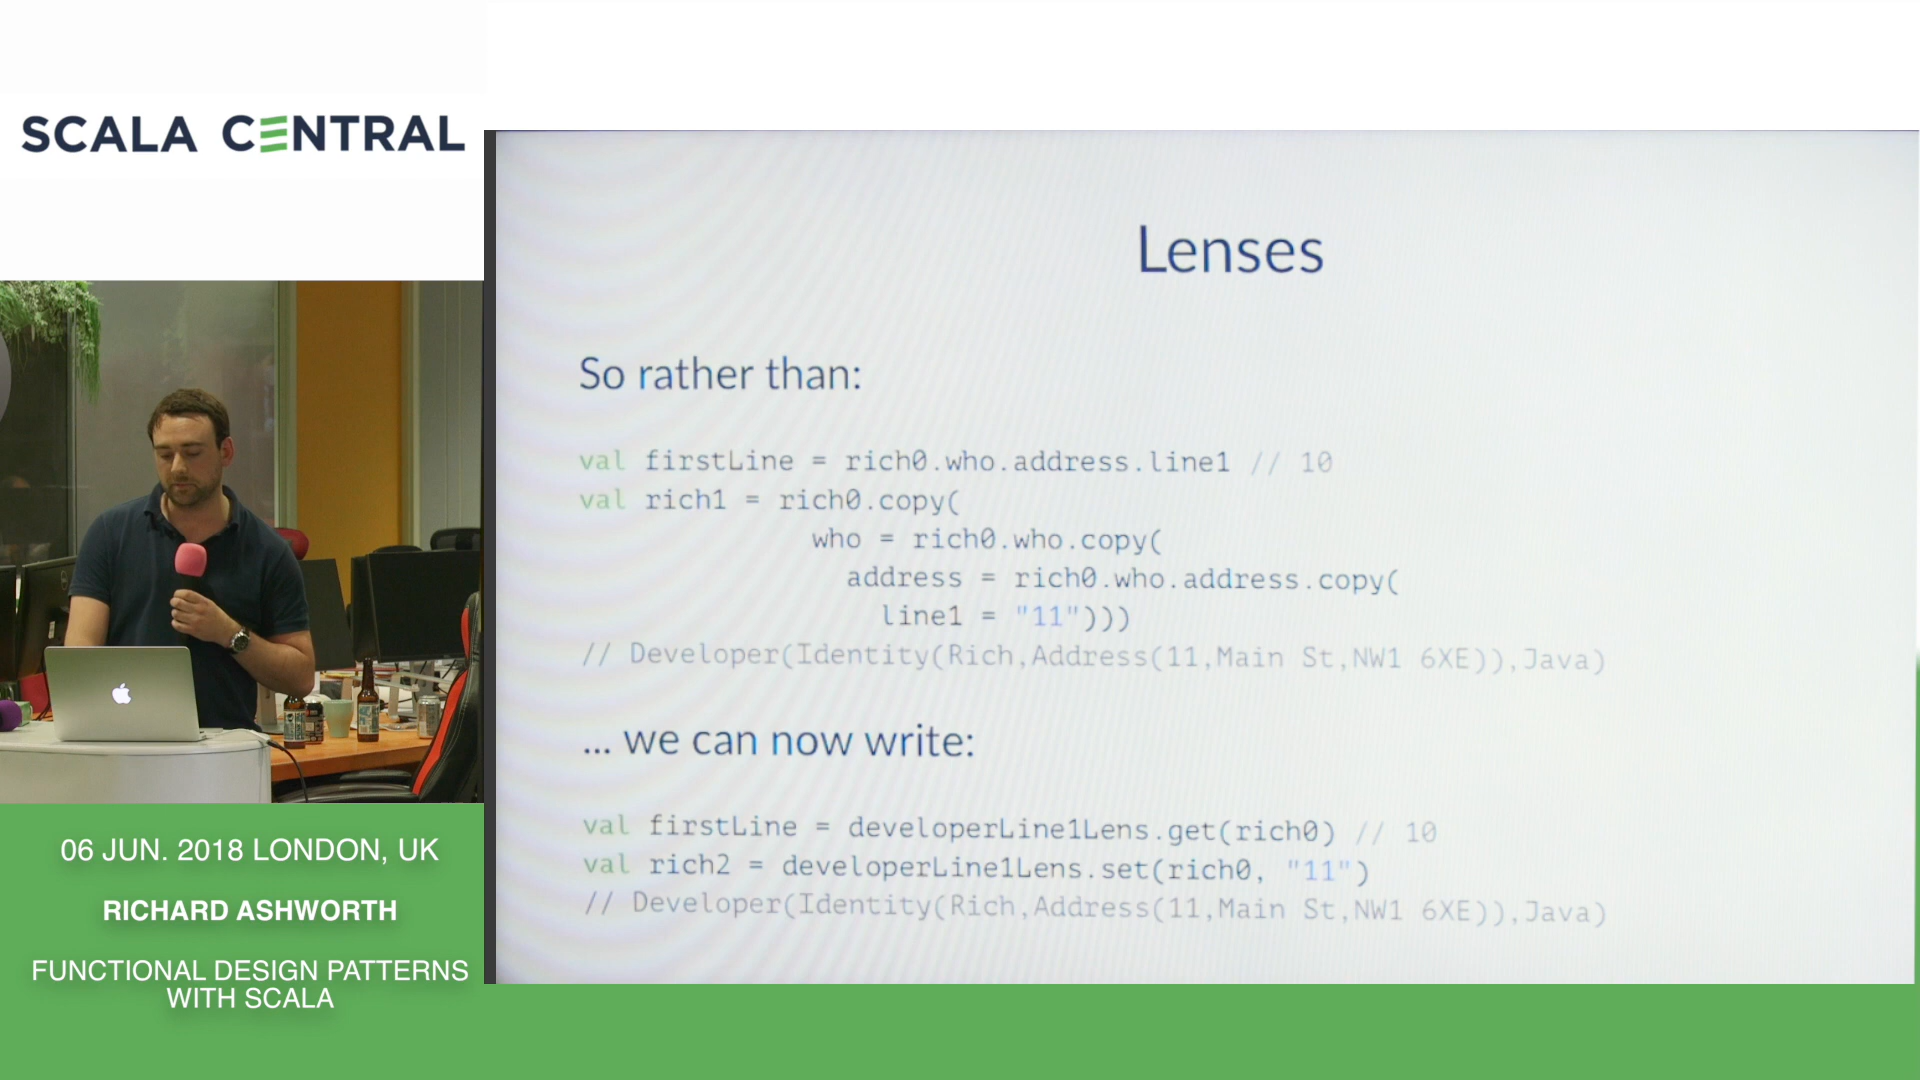 SCALA CENTRAL
Lenses
So rather than:
val firstLine = rich0.who.address.line1 // 10
val rich1 = rich0.copy(
who = rich0.who.copy(
address = rich0.who.address.copy(
line1 = "11")))
// Developer(Identity(Rich,Address(11,Main St,NW1 6XE)),Java)
... we can now write:
val firstLine = developerLine1Lens.get(rich0) // 10
val rich2 = developerLine1Lens.set(rich0, "11")
// Developer(Identity(Rich,Address(11,Main St,NW1 6XE)),Java)
06 JUN. 2018 LONDON, UK
RICHARD ASHWORTH
FUNCTIONAL DESIGN PATTERNS
WITH SCALA